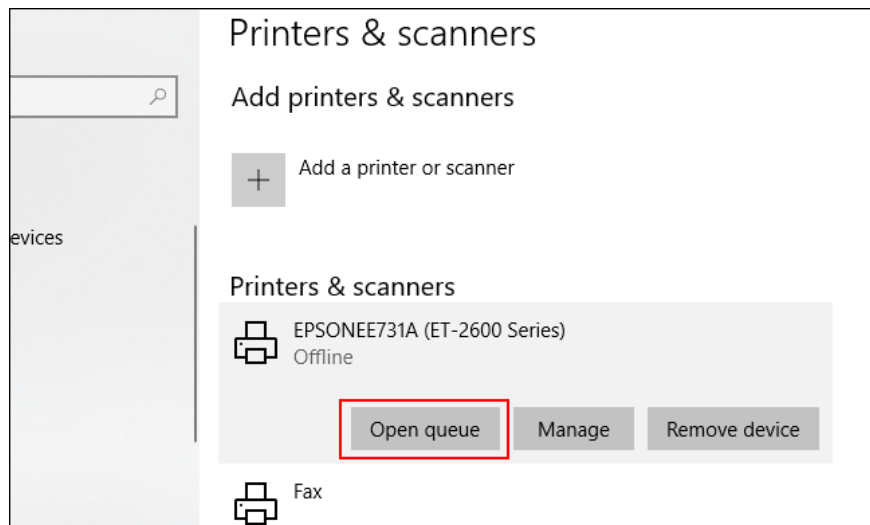 Printers & scanners
Add printers & scanners
Add a printer or scanner
evices
Printers & scanners
EPSONEE731A (ET-2600 Series)
Offline
Open queue Manage Remove device
Fax